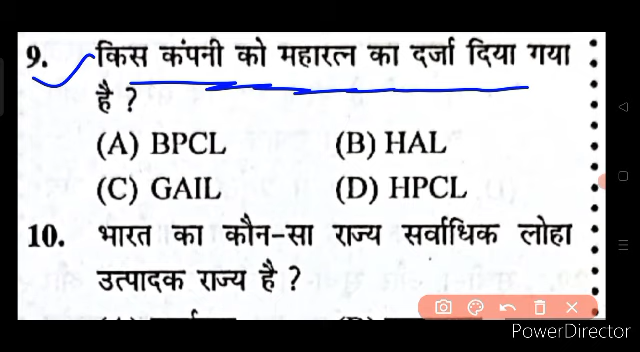 9. किस कंपनी को महारत्न का दर्जा दिया गया
है ?
(A) BPCL (B) HAL
(C) GAIL (D) HPCL
10. भारत का कौन-सा राज्य सर्वाधिक लोहा
उत्पादक राज्य है ?
PowerDirector